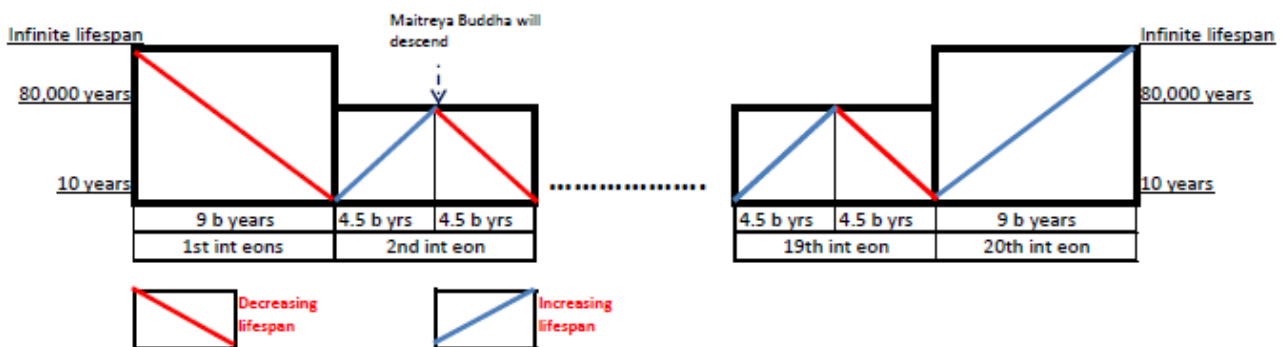 Maitreya Buddha will
descend
Infinite lifespan
Infinite lifespan
80,000 years
80,000 years
10 years
10 years
9 b years
4.5 b yrs
4.5 b yrs
.................
4.5 b yrs
4.5 b yrs
9 b years
1st int eons
2nd int eon
19th int eon
20th int eon
Decreasing
lifespan
Increasing
lifespan